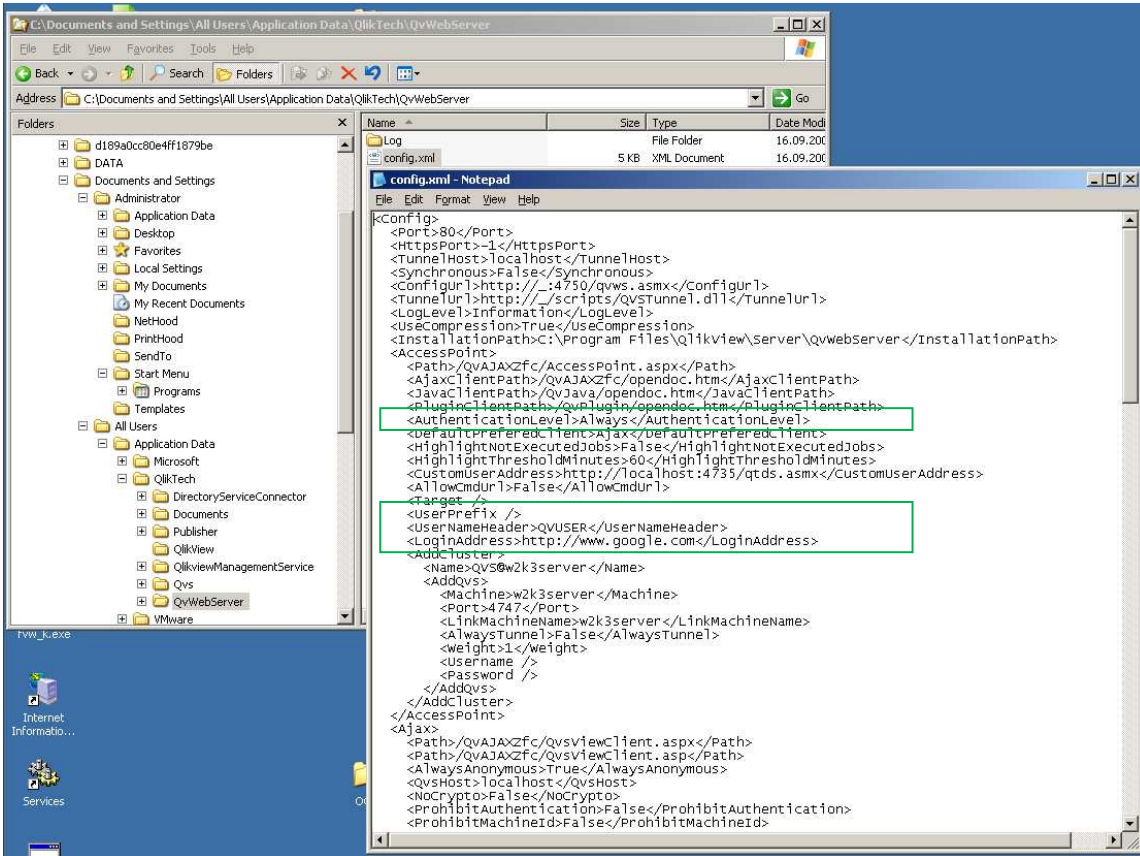 C:\Documents and Settings\All Users\Application Data\QlikTech\QvWebServer
File Edit View Favorites Tools Help
Back Search Folders
Address C:\Documents and Settings\All Users\Application Data\QlikTech\QvWebServer Go
Folders
d189a0cc80e4ff1879be
DATA
Documents and Settings
Administrator
Application Data
Desktop
Favorites
Local Settings
My Documents
My Recent Documents
NetHood
PrintHood
SendTo
Start Menu
Programs
Templates
All Users
Application Data
Microsoft
QlikTech
DirectoryServiceConnector
Documents
Publisher
QlikView
QlikviewManagementService
Qvs
QvWebServer
VMware
Name Size Type Date Modi
Log File Folder 16.09.200
config.xml 5 KB XML Document 16.09.200
config.xml - Notepad
File Edit Format View Help
<Config>
<Port>80</Port>
<HttpsPort>-1</HttpsPort>
<TunnelHost>localhost</TunnelHost>
<Synchronous>False</Synchronous>
<ConfigUrl>http://_:4750/qvws.asmx</ConfigUrl>
<TunnelUrl>http://_/scripts/QVSTunnel.dll</TunnelUrl>
<LogLevel>Information</LogLevel>
<UseCompression>True</UseCompression>
<InstallationPath>C:\Program Files\QlikView\Server\QvWebServer</InstallationPath>
<AccessPoint>
<Path>/QvAJAXZfc/AccessPoint.aspx</Path>
<AjaxClientPath>/QvAJAXZfc/opendoc.htm</AjaxClientPath>
<JavaClientPath>/QvJava/opendoc.htm</JavaClientPath>
<PluginClientPath>/QvPlugin/opendoc.htm</PluginClientPath>
<AuthenticationLevel>Always</AuthenticationLevel>
<DefaultPreferedClient>Ajax</DefaultPreferedClient>
<HighlightNotExecutedJobs>False</HighlightNotExecutedJobs>
<HighlightThresholdMinutes>60</HighlightThresholdMinutes>
<CustomUserAddress>http://localhost:4735/qtds.asmx</CustomUserAddress>
<AllowCmdUrl>False</AllowCmdUrl>
<Target />
<UserPrefix />
<UserNameHeader>QVUSER</UserNameHeader>
<LoginAddress>http://www.google.com</LoginAddress>
<AddCluster>
<Name>QVS@w2k3server</Name>
<AddQvs>
<Machine>w2k3server</Machine>
<Port>4747</Port>
<LinkMachineName>w2k3server</LinkMachineName>
<AlwaysTunnel>False</AlwaysTunnel>
<Weight>1</Weight>
<Username />
<Password />
</AddQvs>
</AddCluster>
</AccessPoint>
<Ajax>
<Path>/QvAJAXZfc/QvsViewClient.aspx</Path>
<Path>/QvAJAXZfc/QvsViewClient.asp</Path>
<AlwaysAnonymous>True</AlwaysAnonymous>
<QvsHost>localhost</QvsHost>
<NoCrypto>False</NoCrypto>
<ProhibitAuthentication>False</ProhibitAuthentication>
<ProhibitMachineId>False</ProhibitMachineId>
Internet
Informatio...
Services